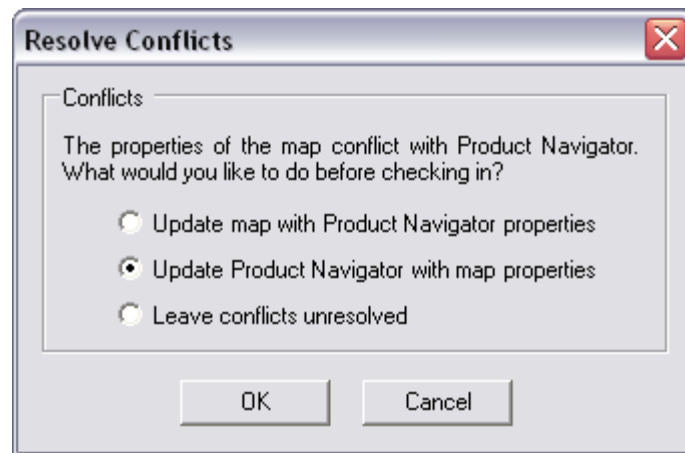 Resolve Conflicts
Conflicts
The properties of the map conflict with Product Navigator.
What would you like to do before checking in?
Update map with Product Navigator properties
Update Product Navigator with map properties
Leave conflicts unresolved
OK Cancel